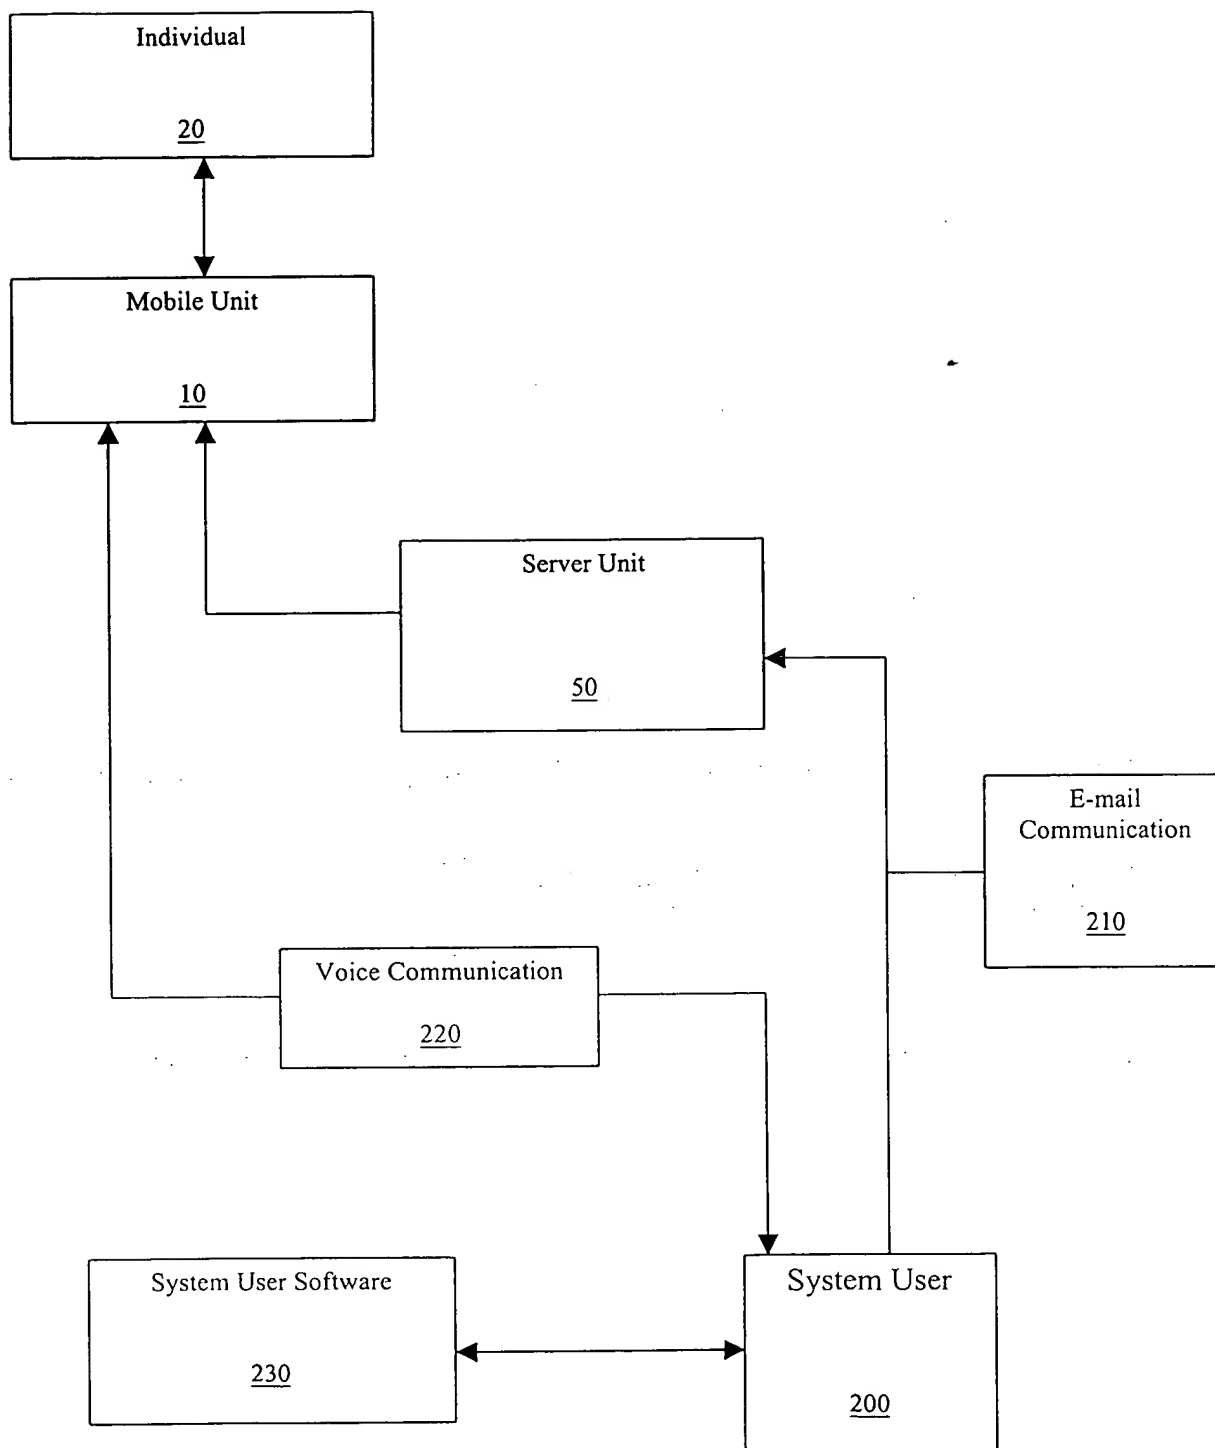 Individual
20
Mobile Unit
10
Server Unit
50
E-mail
Communication
210
Voice Communication
220
System User Software
230
System User
200